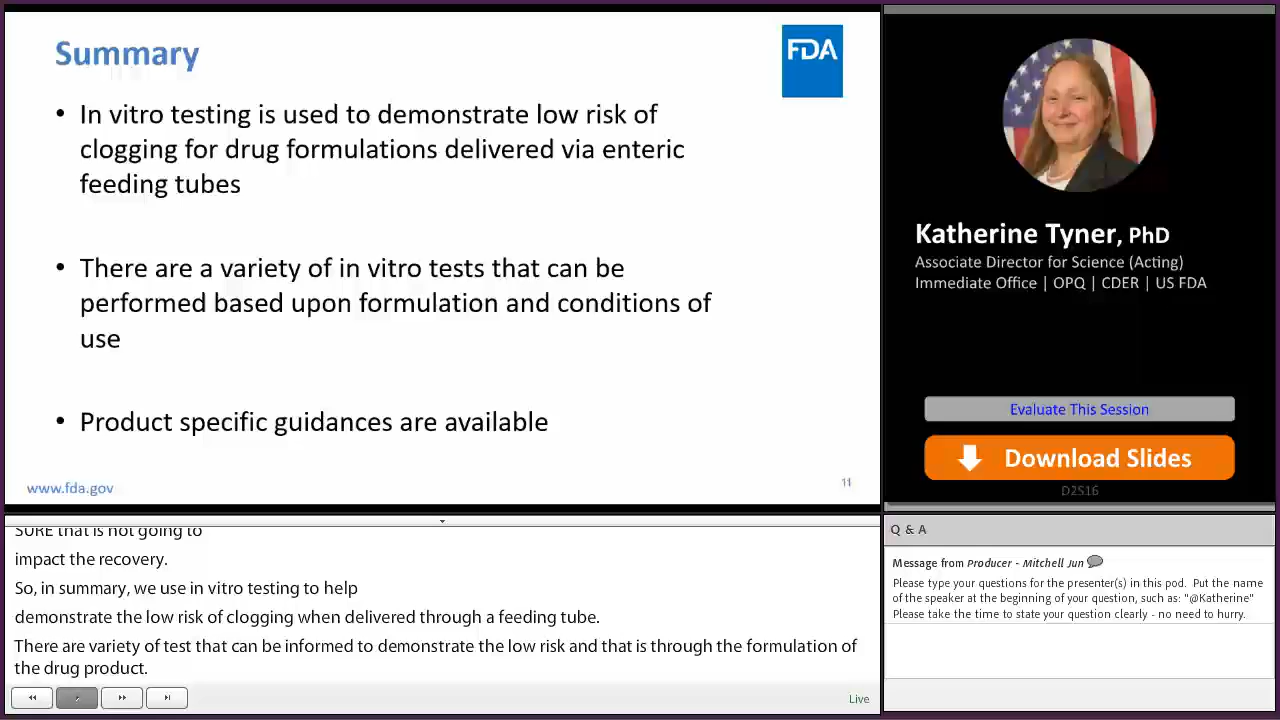 Summary
FDA
• In vitro testing is used to demonstrate low risk of
clogging for drug formulations delivered via enteric
feeding tubes
• There are a variety of in vitro tests that can be
performed based upon formulation and conditions of
use
• Product specific guidances are available
www.fda.gov
11
Katherine Tyner, PhD
Associate Director for Science (Acting)
Immediate Office | OPQ | CDER | US FDA
Evaluate This Session
Download Slides
D2S16
SURE that is not going to
impact the recovery.
So, in summary, we use in vitro testing to help
demonstrate the low risk of clogging when delivered through a feeding tube.
There are variety of test that can be informed to demonstrate the low risk and that is through the formulation of
the drug product.
Live
Q & A
Message from Producer - Mitchell Jun
Please type your questions for the presenter(s) in this pod. Put the name
of the speaker at the beginning of your question, such as: "@Katherine"
Please take the time to state your question clearly - no need to hurry.